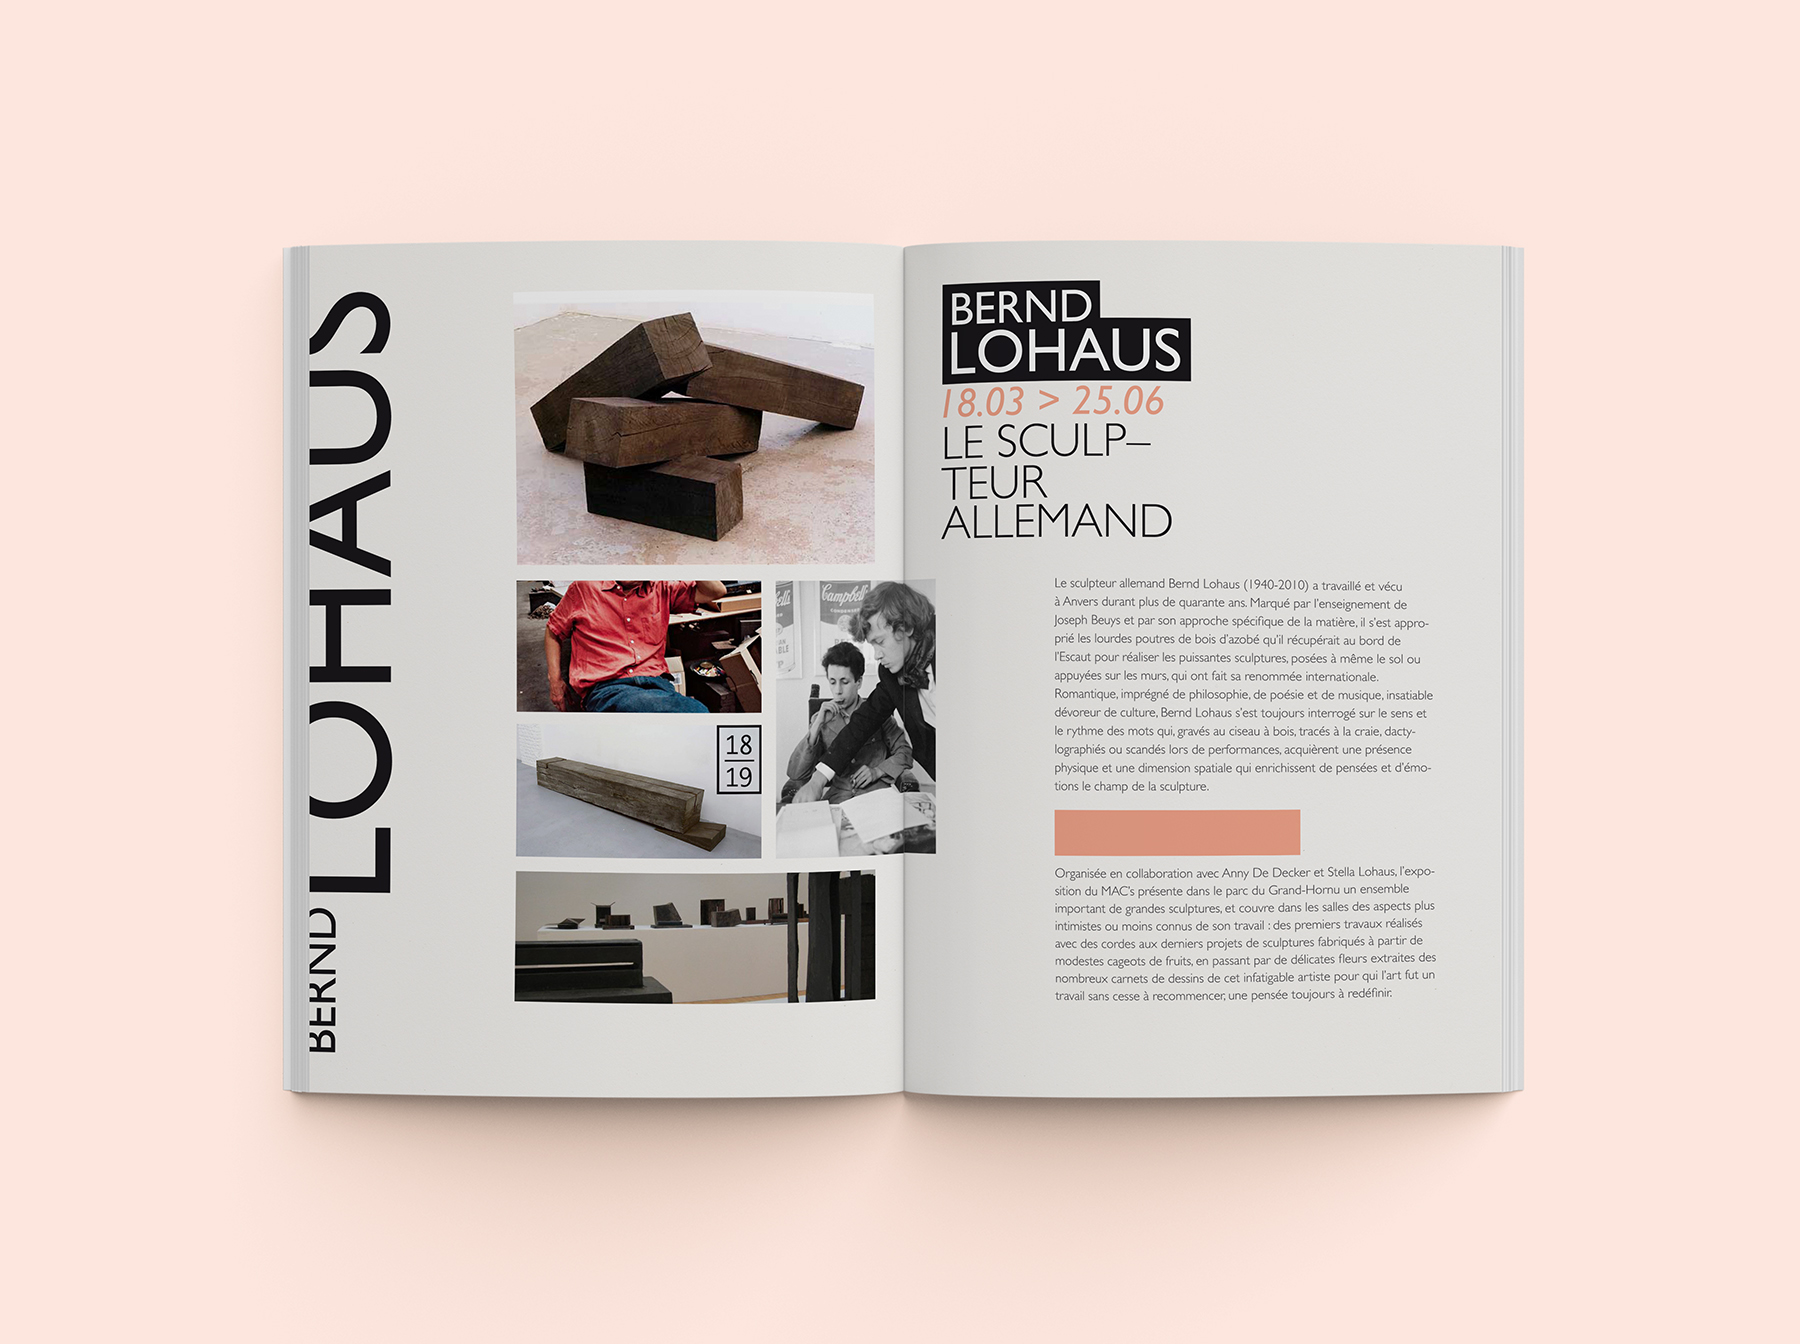 BERND LOHAUS
Campbell's
CONDENSED
18
19
BERND
LOHAUS
18.03 > 25.06
LE SCULP–
TEUR
ALLEMAND
Le sculpteur allemand Bernd Lohaus (1940-2010) a travaillé et vécu
à Anvers durant plus de quarante ans. Marqué par l'enseignement de
Joseph Beuys et par son approche spécifique de la matière, il s'est appro-
prié les lourdes poutres de bois d'azobé qu'il récupérait au bord de
l'Escaut pour réaliser les puissantes sculptures, posées à même le sol ou
appuyées sur les murs, qui ont fait sa renommée internationale.
Romantique, imprégné de philosophie, de poésie et de musique, insatiable
dévoreur de culture, Bernd Lohaus s'est toujours interrogé sur le sens et
le rythme des mots qui, gravés au ciseau à bois, tracés à la craie, dacty-
lographiés ou scandés lors de performances, acquièrent une présence
physique et une dimension spatiale qui enrichissent de pensées et d'émo-
tions le champ de la sculpture.
Organisée en collaboration avec Anny De Decker et Stella Lohaus, l'expo-
sition du MAC's présente dans le parc du Grand-Hornu un ensemble
important de grandes sculptures, et couvre dans les salles des aspects plus
intimistes ou moins connus de son travail : des premiers travaux réalisés
avec des cordes aux derniers projets de sculptures fabriqués à partir de
modestes cageots de fruits, en passant par de délicates fleurs extraites des
nombreux carnets de dessins de cet infatigable artiste pour qui l'art fut un
travail sans cesse à recommencer, une pensée toujours à redéfinir.